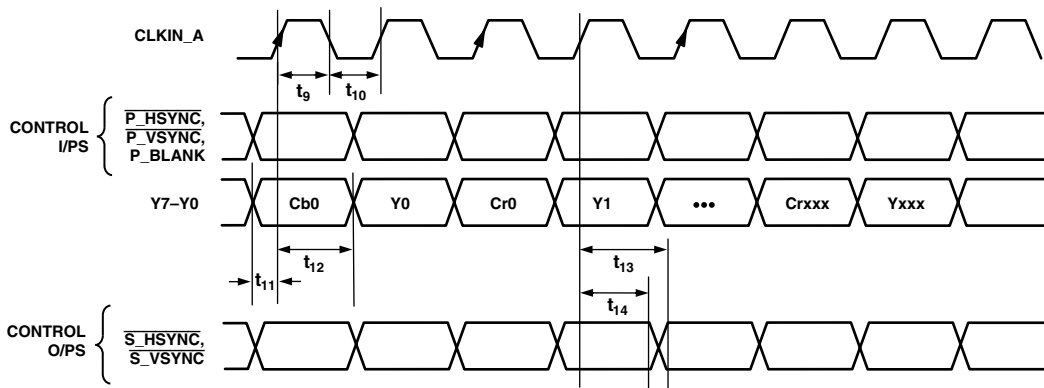 CLKIN_A
t9
t10
CONTROL
I/PS
P_HSYNC,
P_VSYNC,
P_BLANK
Y7–Y0
Cb0
Y0
Cr0
Y1
•••
Crxxx
Yxxx
t12
t13
t11
t14
CONTROL
O/PS
S_HSYNC,
S_VSYNC